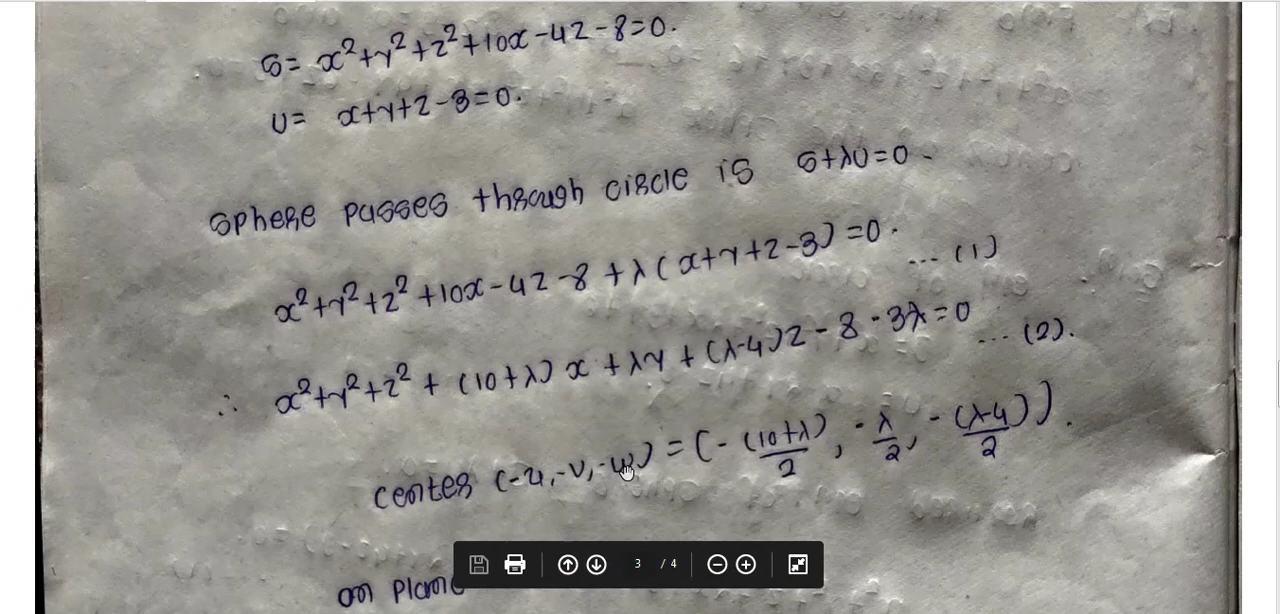 S= x²+y²+z²+10x-4z-8=0.
U= x+y+z-3=0.
Sphere passes through circle is S+λU=0.
x²+y²+z²+10x-4z-8+λ(x+y+z-3)=0. ... (1)
∴ x²+y²+z²+(10+λ)x+λy+(λ-4)z-8-3λ=0 ... (2).
center (-u,-v,-w) = (-(10+λ)/2, -λ/2, -(λ-4)/2).
on plane
3 / 4